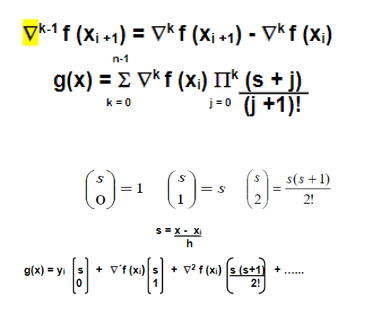 ∇ᵏ⁻¹ f (xᵢ ₊₁) = ∇ᵏ f (xᵢ ₊₁) - ∇ᵏ f (xᵢ)
n-1
g(x) = Σ ∇ᵏ f (xᵢ) Πᵏ (s + j)
k = 0 j = 0 (j +1)!
(s 0) = 1 (s 1) = s (s 2) = s(s + 1) / 2!
s = x - xᵢ
h
g(x) = yᵢ [s 0] + ∇´f (xᵢ) [s 1] + ∇² f (xᵢ) [s (s+1) 2!] + ......